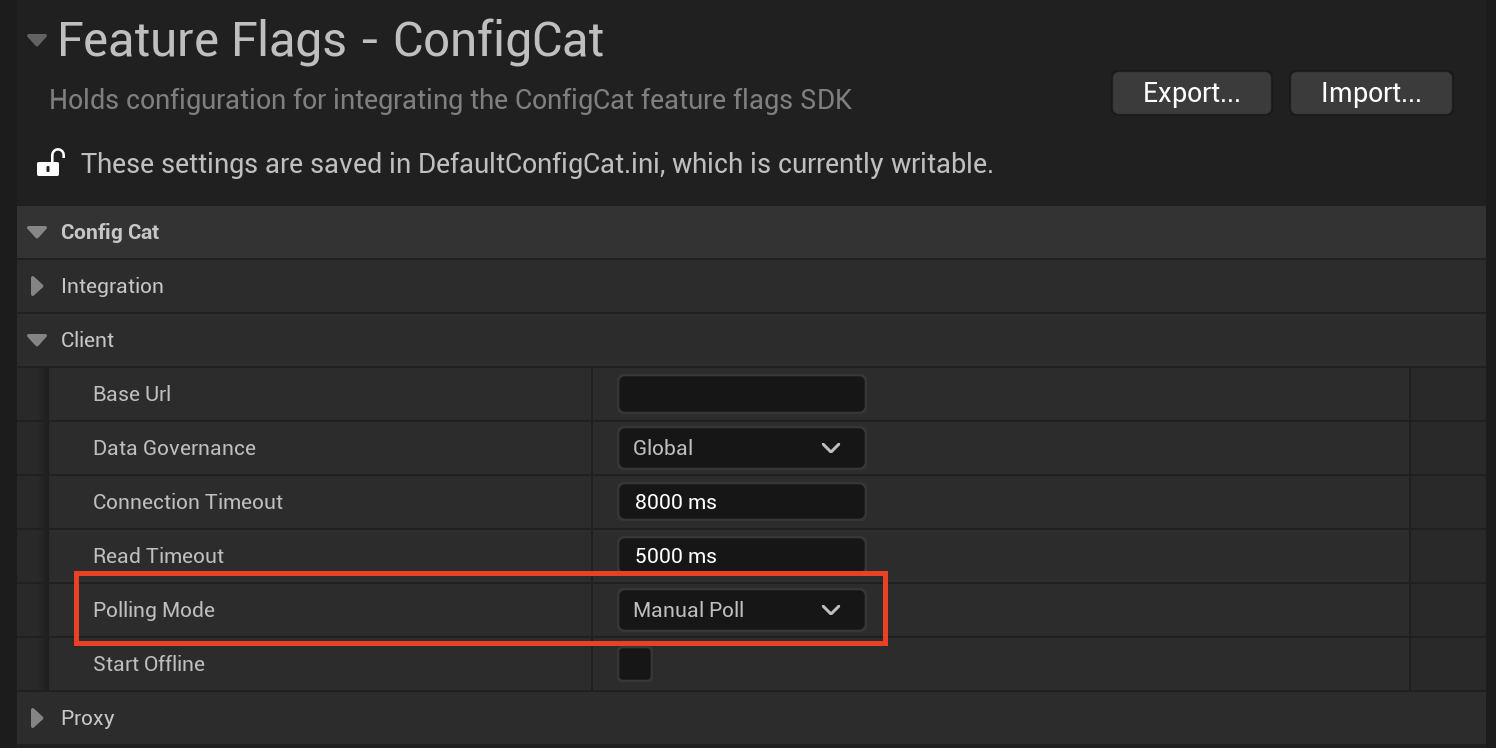 Feature Flags - ConfigCat
Holds configuration for integrating the ConfigCat feature flags SDK
Export...
Import...
These settings are saved in DefaultConfigCat.ini, which is currently writable.
Config Cat
Integration
Client
Base Url
Data Governance
Global
Connection Timeout
8000 ms
Read Timeout
5000 ms
Polling Mode
Manual Poll
Start Offline
Proxy